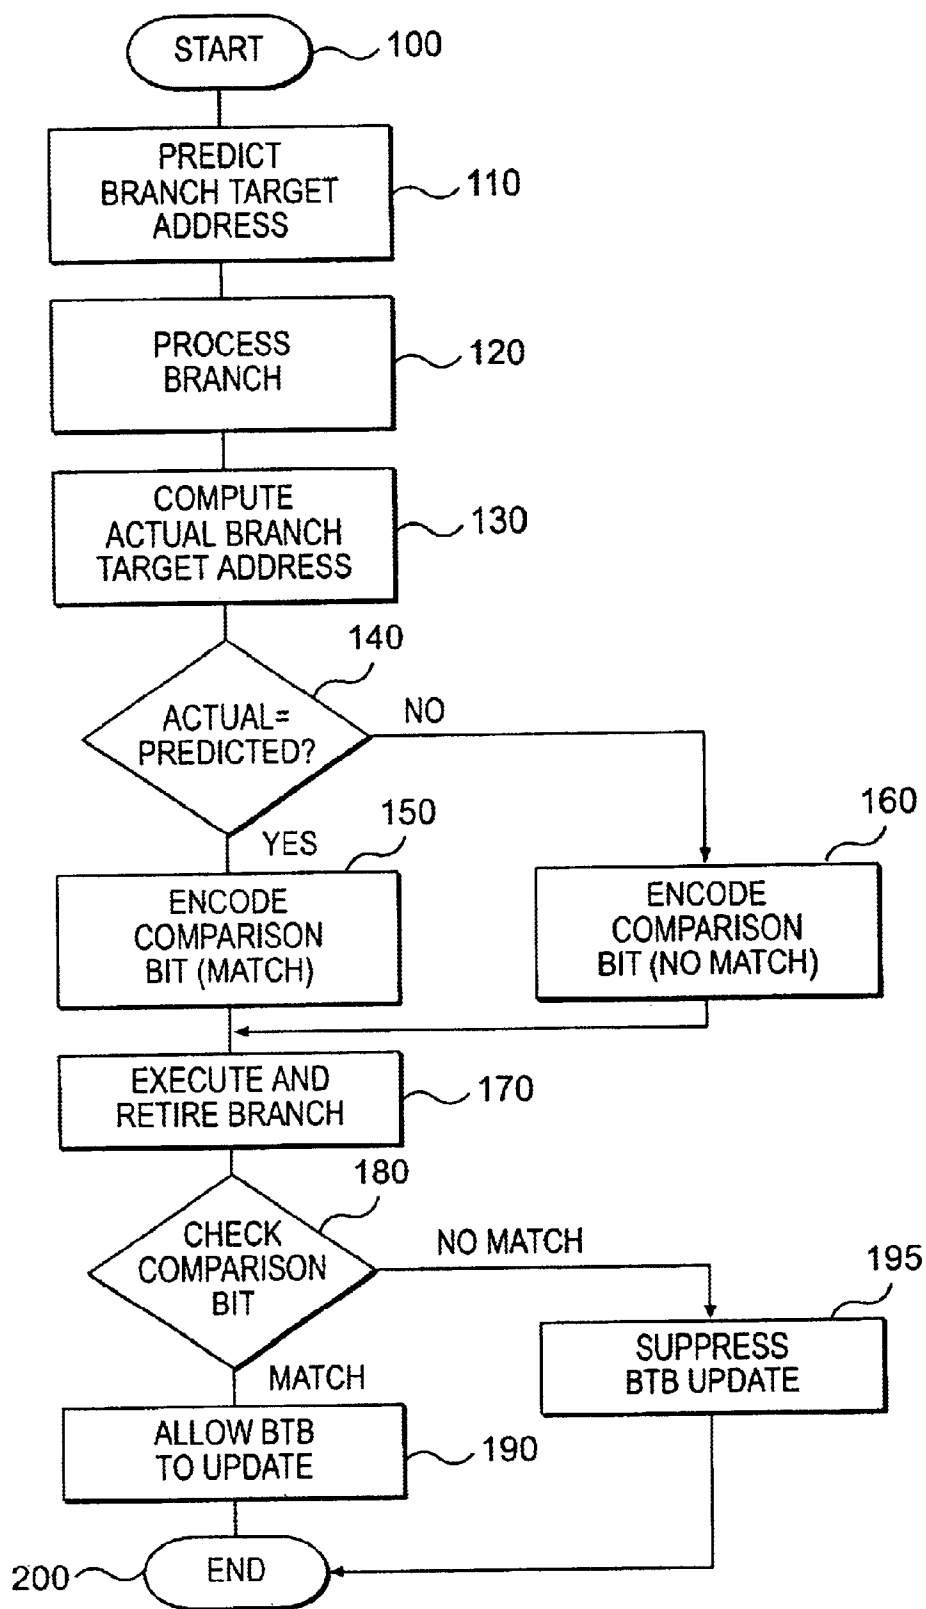 START
100
PREDICT
BRANCH TARGET
ADDRESS
110
PROCESS
BRANCH
120
COMPUTE
ACTUAL BRANCH
TARGET ADDRESS
130
140
ACTUAL=
PREDICTED?
NO
YES
150
160
ENCODE
COMPARISON
BIT (MATCH)
ENCODE
COMPARISON
BIT (NO MATCH)
EXECUTE AND
RETIRE BRANCH
170
180
CHECK
COMPARISON
BIT
NO MATCH
MATCH
195
SUPPRESS
BTB UPDATE
ALLOW BTB
TO UPDATE
190
200
END